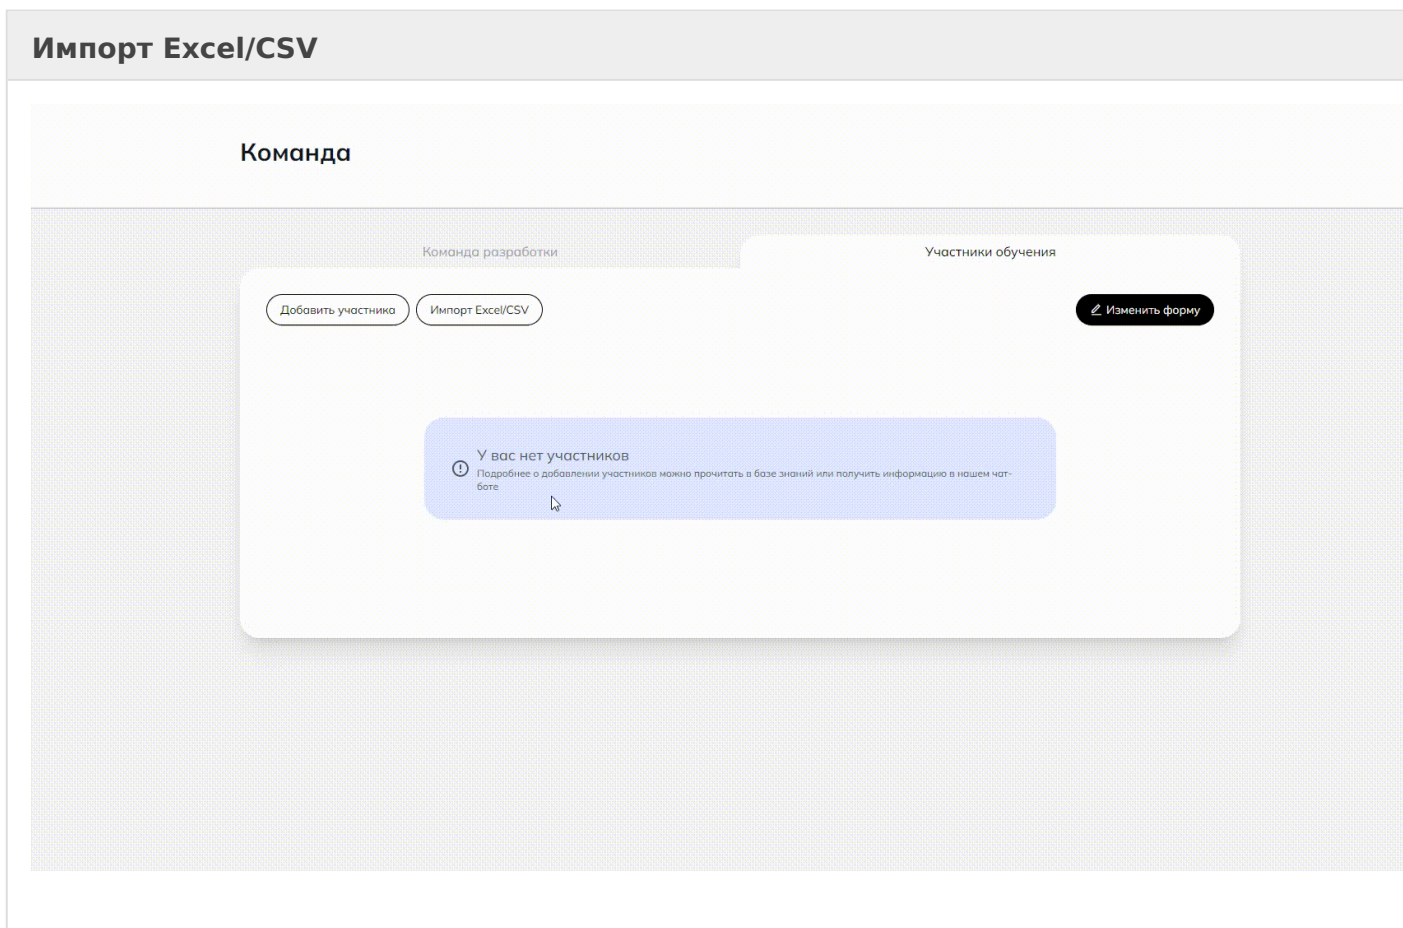 Импорт Excel/CSV
Команда
Команда разработки
Участники обучения
Добавить участника
Импорт Excel/CSV
Изменить форму
У вас нет участников
Подробнее о добавлении участников можно прочитать в базе знаний или получить информацию в нашем чат-
боте